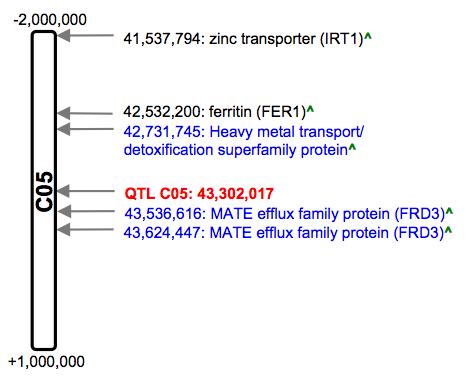 -2,000,000
41,537,794: zinc transporter (IRT1)^
42,532,200: ferritin (FER1)^
42,731,745: Heavy metal transport/
detoxification superfamily protein^
C05
QTL C05: 43,302,017
43,536,616: MATE efflux family protein (FRD3)^
43,624,447: MATE efflux family protein (FRD3)^
+1,000,000